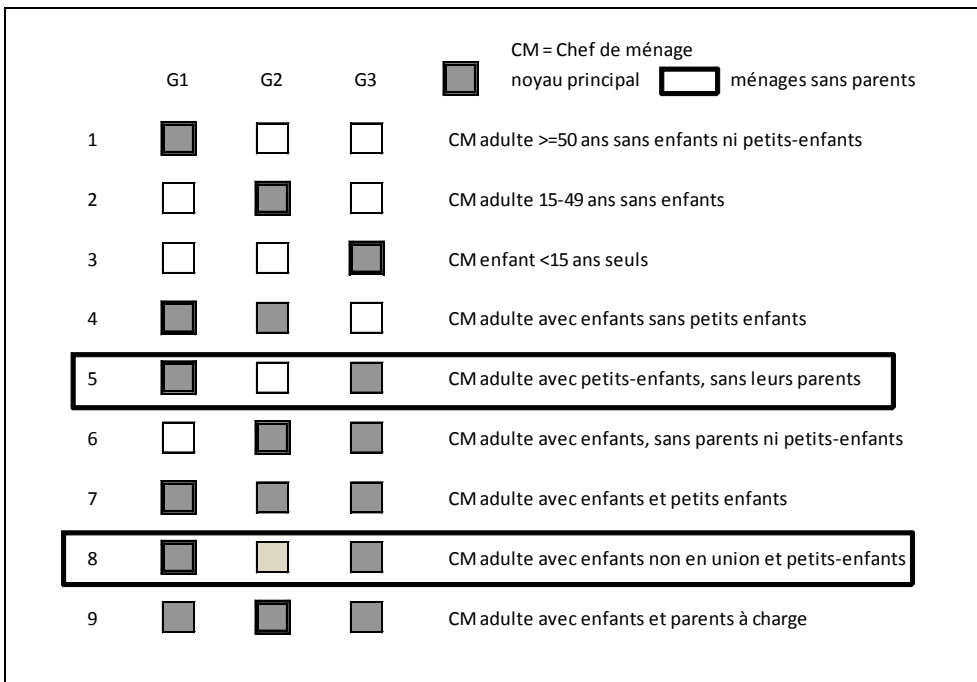 CM = Chef de ménage
G1 G2 G3 noyau principal ménages sans parents
1 CM adulte >=50 ans sans enfants ni petits-enfants
2 CM adulte 15-49 ans sans enfants
3 CM enfant <15 ans seuls
4 CM adulte avec enfants sans petits enfants
5 CM adulte avec petits-enfants, sans leurs parents
6 CM adulte avec enfants, sans parents ni petits-enfants
7 CM adulte avec enfants et petits enfants
8 CM adulte avec enfants non en union et petits-enfants
9 CM adulte avec enfants et parents à charge